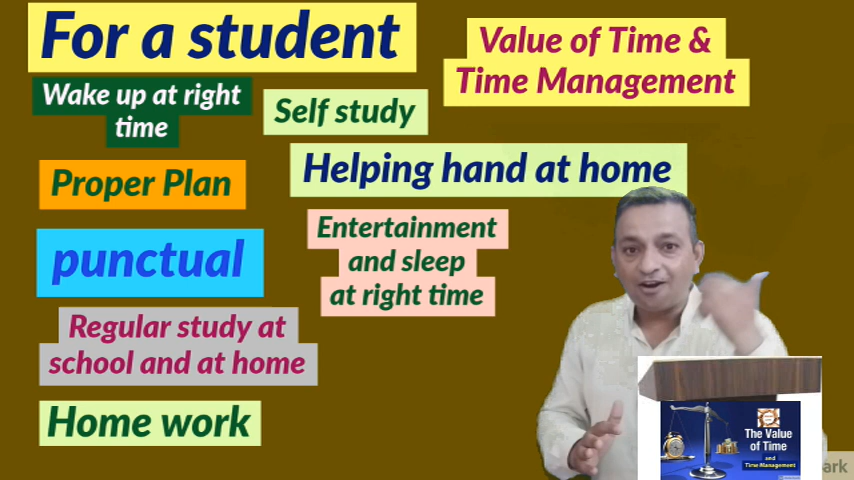 For a student
Value of Time &
Time Management
Wake up at right
time
Self study
Proper Plan
Helping hand at home
punctual
Entertainment
and sleep
at right time
Regular study at
school and at home
Home work
The Value
of Time
and
Time Management
ark